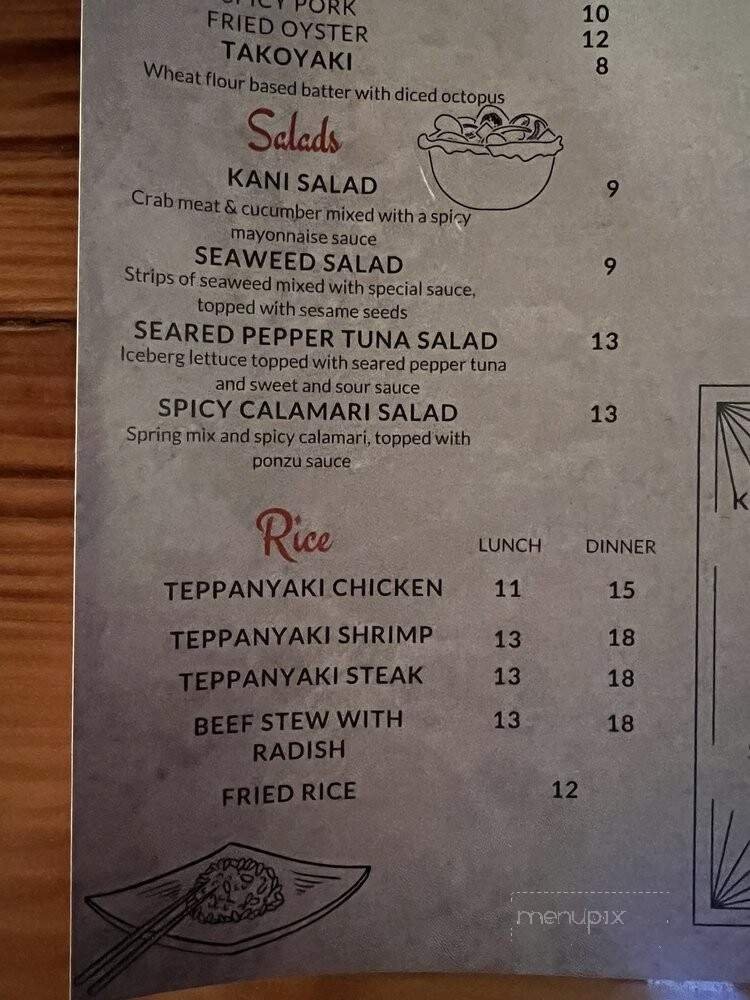 SPICY PORK 10
FRIED OYSTER 12
TAKOYAKI 8
Wheat flour based batter with diced octopus
Salads
KANI SALAD 9
Crab meat & cucumber mixed with a spicy
mayonnaise sauce
SEAWEED SALAD 9
Strips of seaweed mixed with special sauce,
topped with sesame seeds
SEARED PEPPER TUNA SALAD 13
Iceberg lettuce topped with seared pepper tuna
and sweet and sour sauce
SPICY CALAMARI SALAD 13
Spring mix and spicy calamari, topped with
ponzu sauce
Rice LUNCH DINNER
TEPPANYAKI CHICKEN 11 15
TEPPANYAKI SHRIMP 13 18
TEPPANYAKI STEAK 13 18
BEEF STEW WITH 13 18
RADISH
FRIED RICE 12
menupix